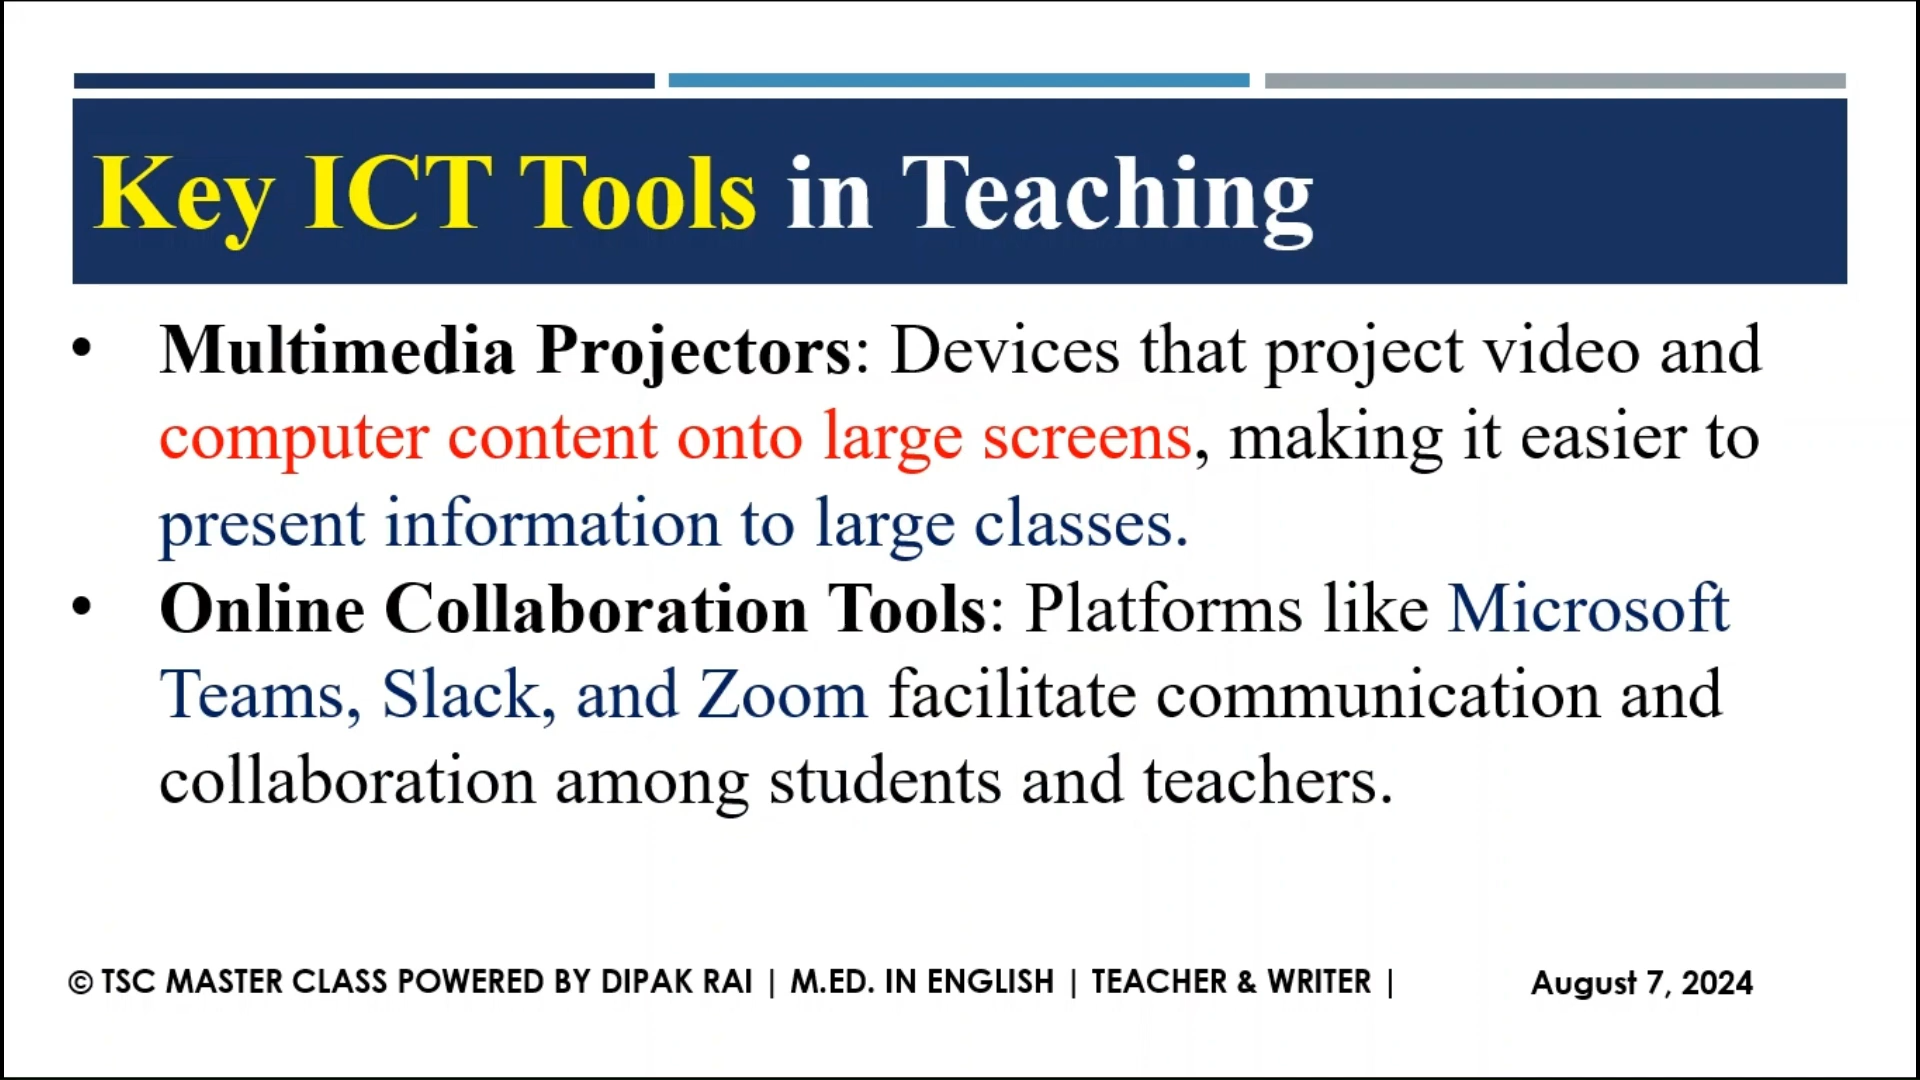 Key ICT Tools in Teaching
• Multimedia Projectors: Devices that project video and
computer content onto large screens, making it easier to
present information to large classes.
• Online Collaboration Tools: Platforms like Microsoft
Teams, Slack, and Zoom facilitate communication and
collaboration among students and teachers.
© TSC MASTER CLASS POWERED BY DIPAK RAI | M.ED. IN ENGLISH | TEACHER & WRITER | August 7, 2024